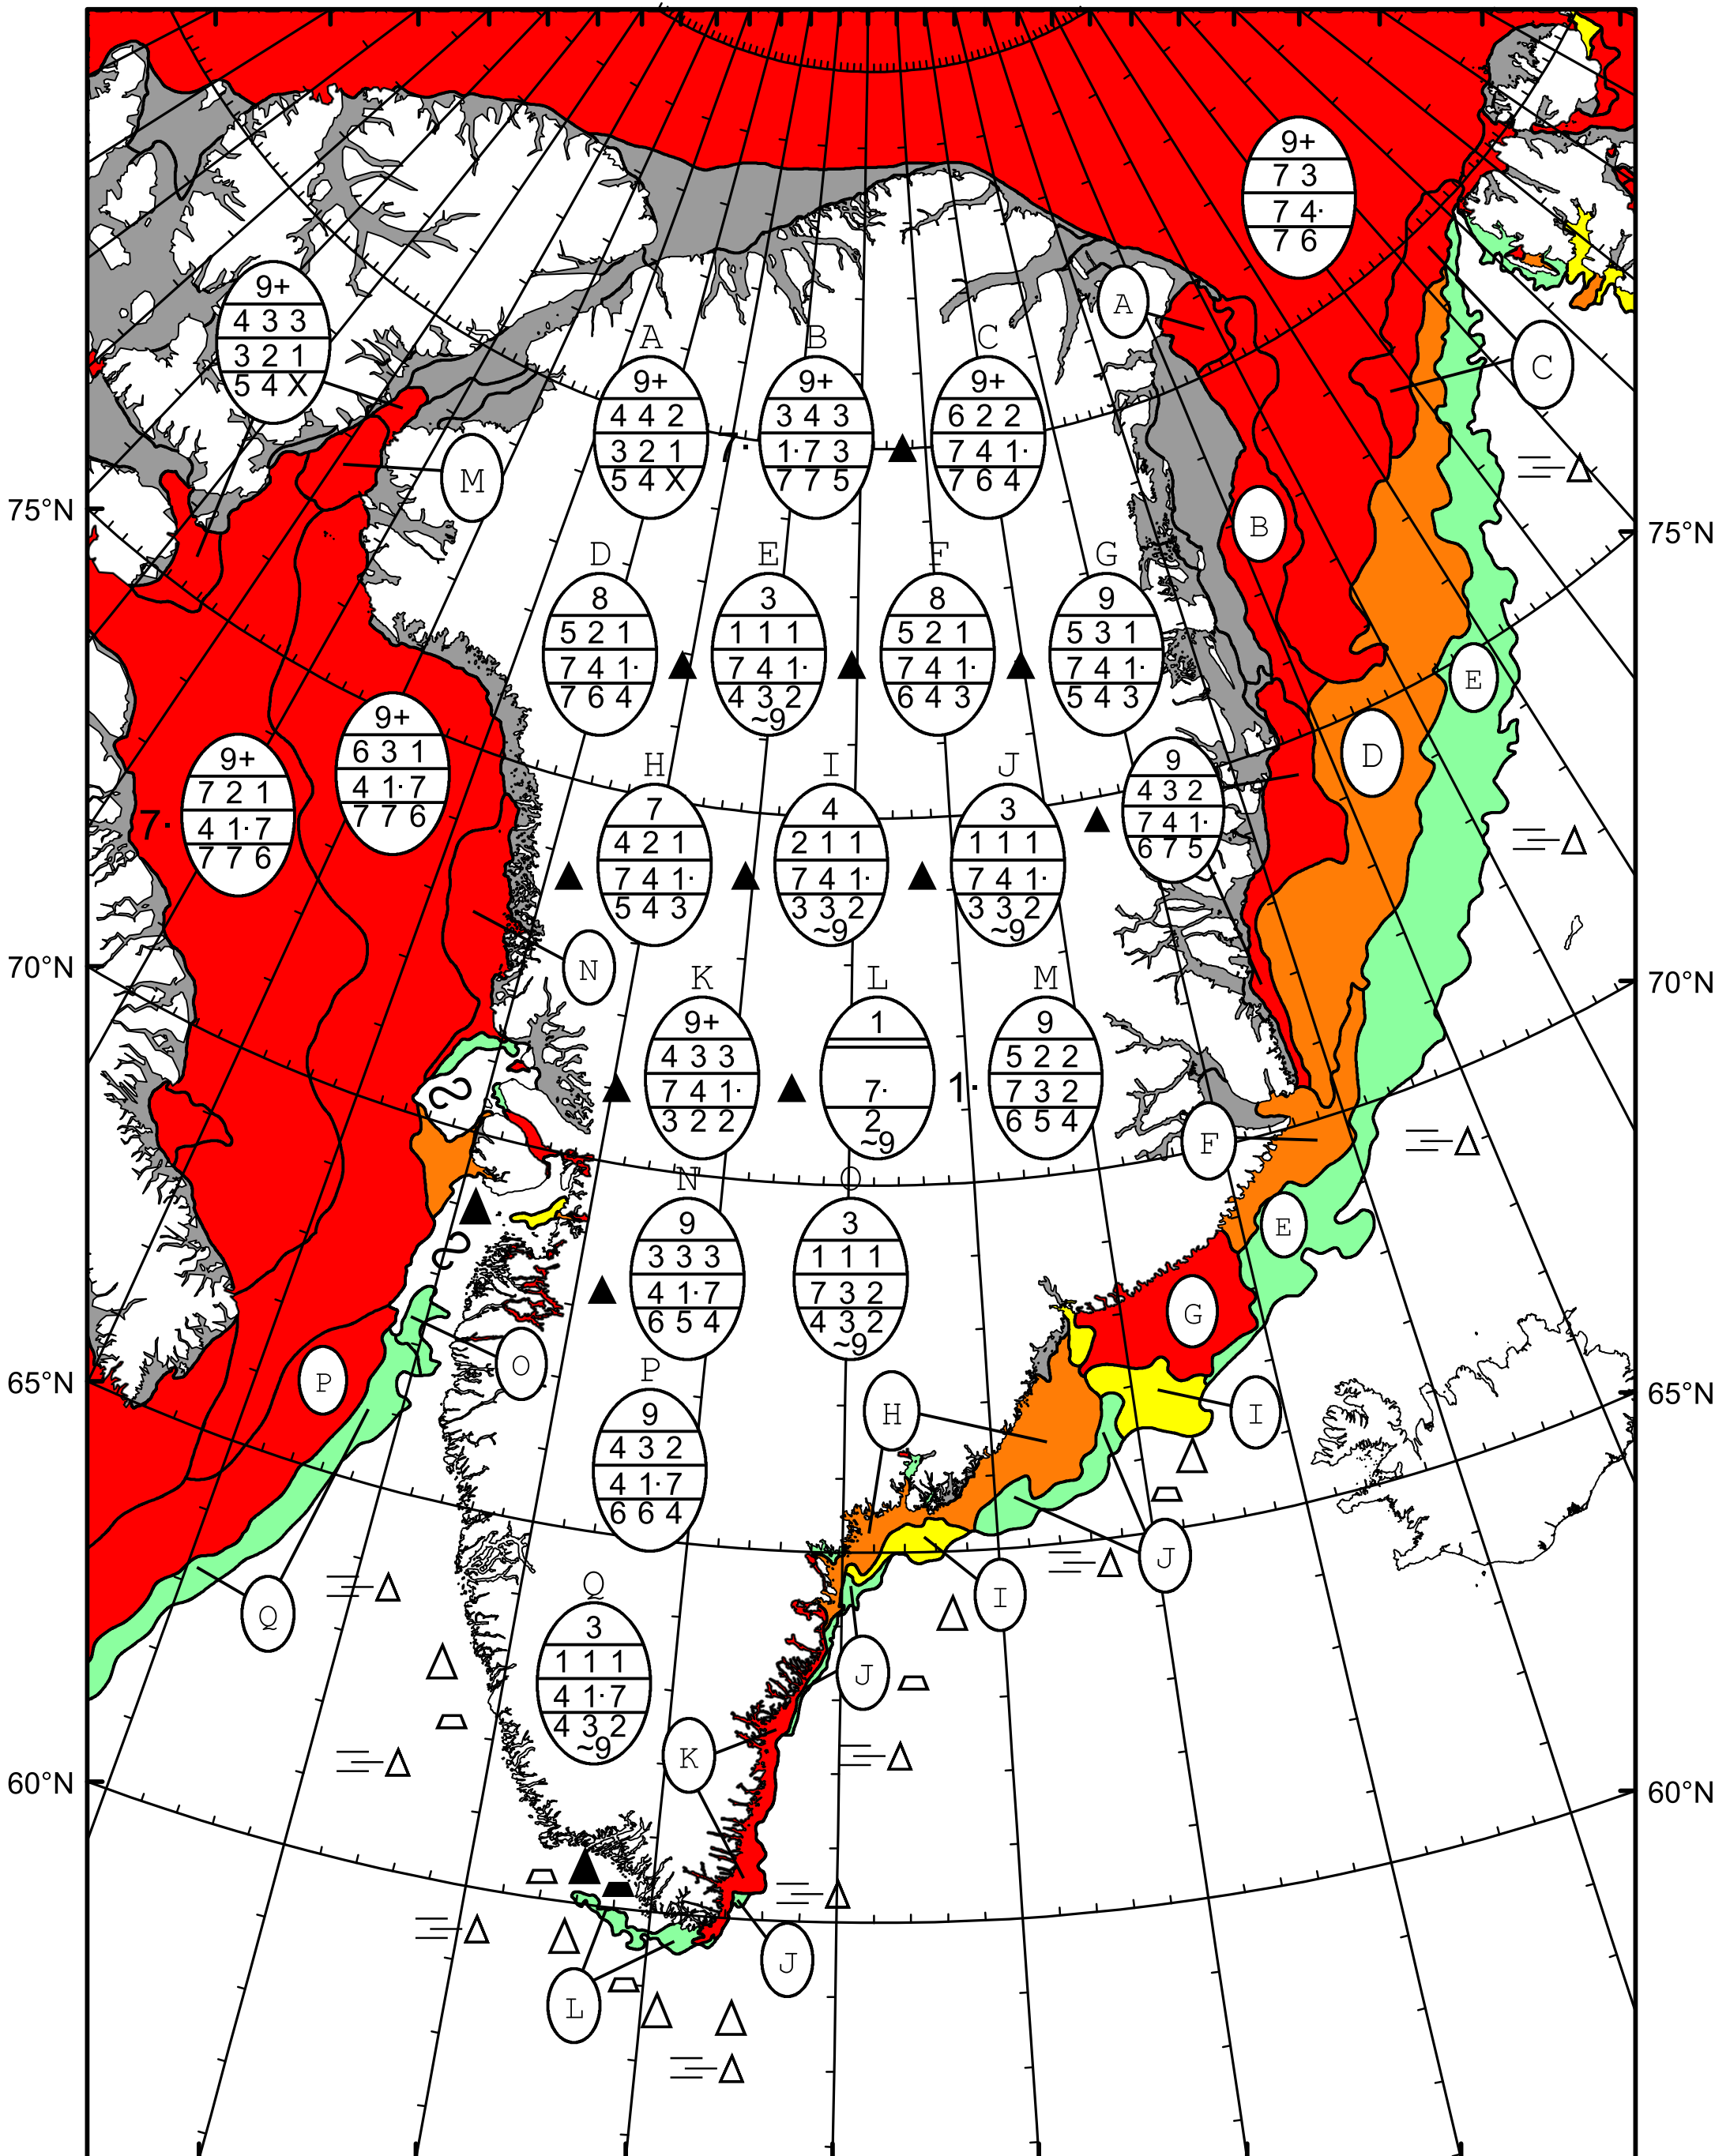 9+
7 3
7 4·
7 6
9+
4 3 3
3 2 1
5 4 X
A
C
A
9+
4 4 2
3 2 1
5 4 X
7·
B
9+
3 4 3
1·7 3
7 7 5
C
9+
6 2 2
7 4 1·
7 6 4
M
B
75°N
75°N
D
8
5 2 1
7 4 1·
7 6 4
E
3
1 1 1
7 4 1·
4 3 2
~9
F
8
5 2 1
7 4 1·
6 4 3
G
9
5 3 1
7 4 1·
5 4 3
E
D
9+
7 2 1
4 1·7
7 7 6
7·
9+
6 3 1
4 1·7
7 7 6
9
4 3 2
7 4 1·
6 7 5
H
7
4 2 1
7 4 1·
5 4 3
I
4
2 1 1
7 4 1·
3 3 2
~9
J
3
1 1 1
7 4 1·
3 3 2
~9
70°N
N
70°N
K
9+
4 3 3
7 4 1·
3 2 2
L
1
7·
2
~9
1·
M
9
5 2 2
7 3 2
6 5 4
F
E
N
9
3 3 3
4 1·7
6 5 4
O
3
1 1 1
7 3 2
4 3 2
~9
G
65°N
P
O
65°N
P
9
4 3 2
4 1·7
6 6 4
H
I
J
I
Q
Q
3
1 1 1
4 1·7
4 3 2
~9
J
K
60°N
60°N
J
L